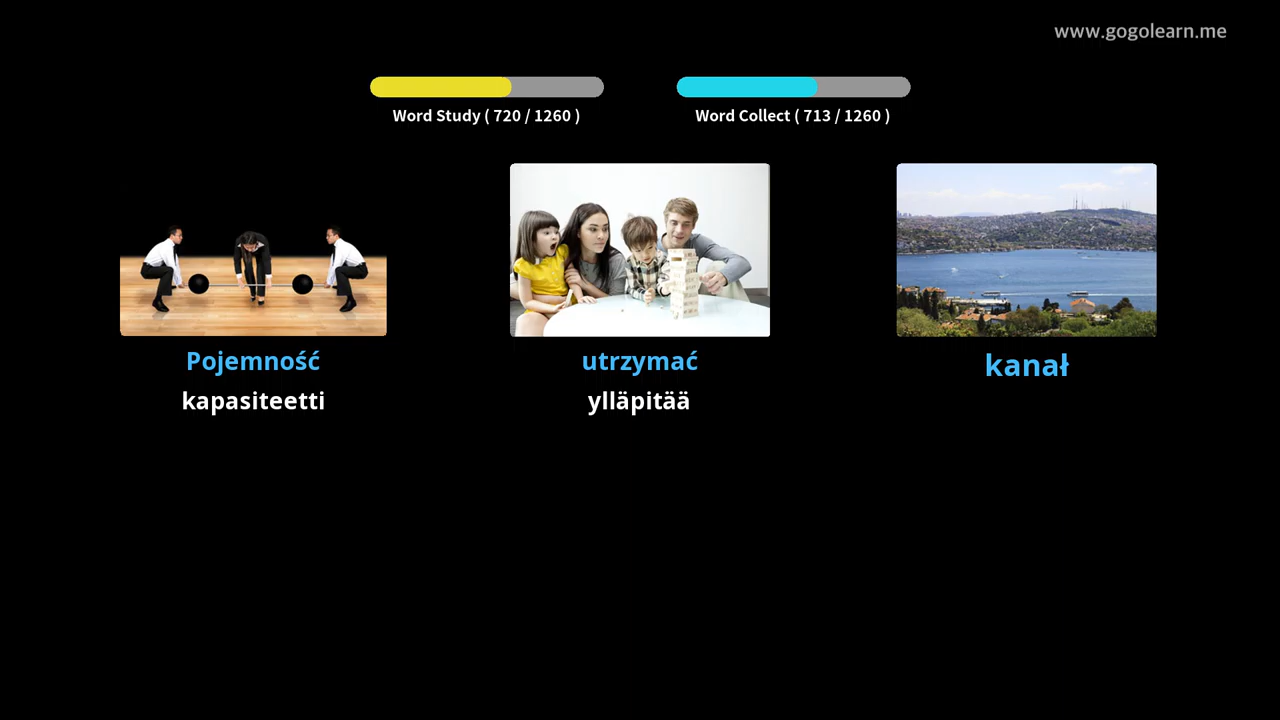 www.gogolearn.me
Word Study ( 720 / 1260 )
Word Collect ( 713 / 1260 )
Pojemność
kapasiteetti
utrzymać
ylläpitää
kanał